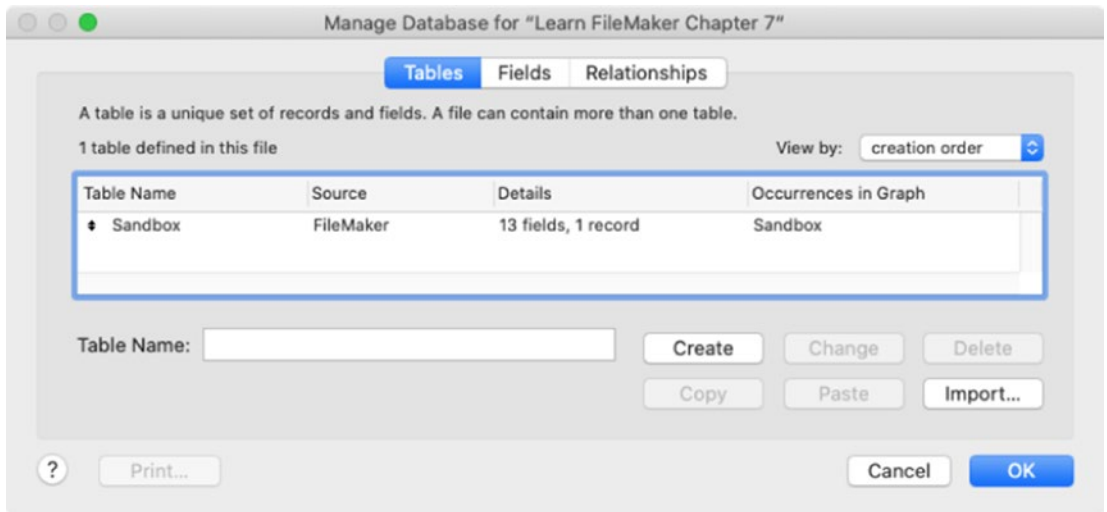 Manage Database for “Learn FileMaker Chapter 7”
Tables Fields Relationships
A table is a unique set of records and fields. A file can contain more than one table.
1 table defined in this file View by: creation order
Table Name Source Details Occurrences in Graph
Sandbox FileMaker 13 fields, 1 record Sandbox
Table Name: Create Change Delete
Copy Paste Import...
? Print... Cancel OK